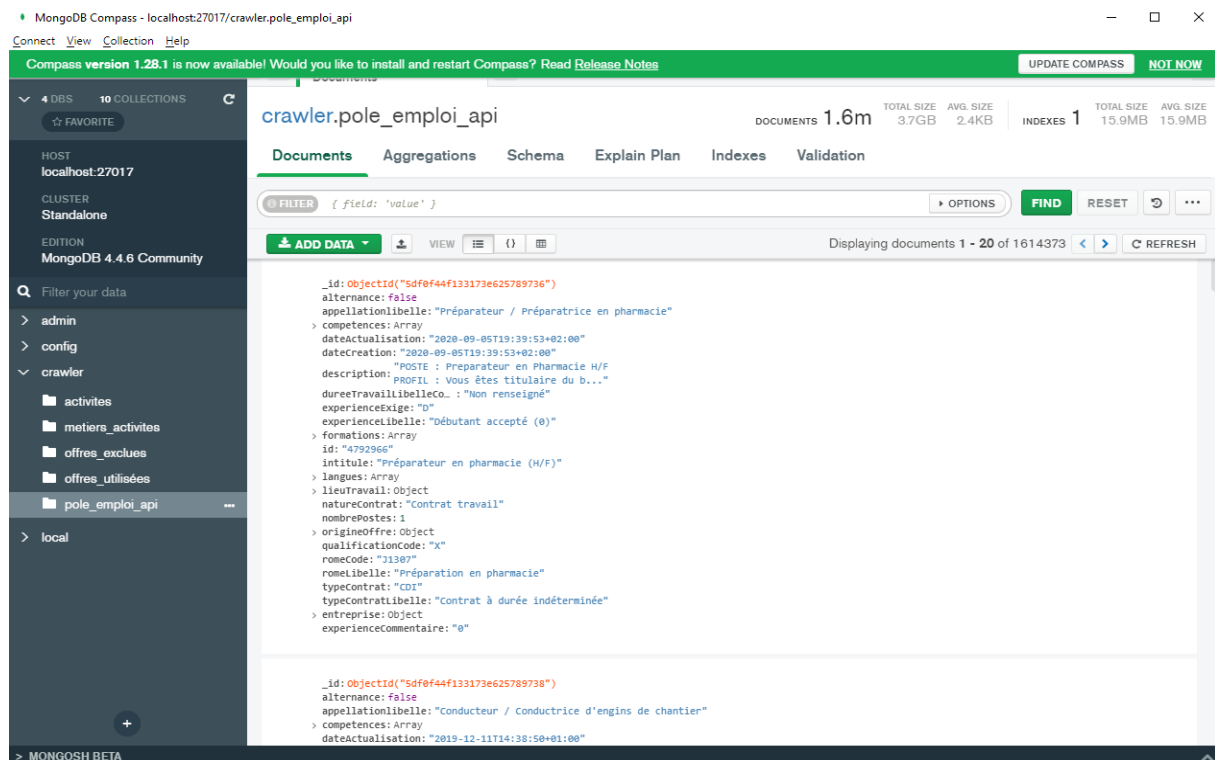 MongoDB Compass - localhost:27017/crawler.pole_emploi_api
Connect View Collection Help
Compass version 1.28.1 is now available! Would you like to install and restart Compass? Read Release Notes UPDATE COMPASS NOT NOW
4 DBS 10 COLLECTIONS
FAVORITE
HOST
localhost:27017
CLUSTER
Standalone
EDITION
MongoDB 4.4.6 Community
Filter your data
admin
config
crawler
activites
metiers_activites
offres_exclues
offres_utilisées
pole_emploi_api
local
MONGOSH BETA
Documents
crawler.pole_emploi_api
DOCUMENTS 1.6m TOTAL SIZE 3.7GB AVG. SIZE 2.4KB INDEXES 1 TOTAL SIZE 15.9MB AVG. SIZE 15.9MB
Documents Aggregations Schema Explain Plan Indexes Validation
FILTER { field: 'value' } OPTIONS FIND RESET
ADD DATA VIEW {} Displaying documents 1 - 20 of 1614373 < > REFRESH
_id: ObjectId("5df0f44f133173e625789736")
alternance: false
appellationlibelle: "Préparateur / Préparatrice en pharmacie"
> competences: Array
dateActualisation: "2020-09-05T19:39:53+02:00"
dateCreation: "2020-09-05T19:39:53+02:00"
description: "POSTE : Preparateur en Pharmacie H/F
PROFIL : Vous êtes titulaire du b..."
dureeTravailLibelleCo… : "Non renseigné"
experienceExige: "D"
experienceLibelle: "Débutant accepté (0)"
> formations: Array
id: "4792966"
intitule: "Préparateur en pharmacie (H/F)"
> langues: Array
> lieuTravail: Object
natureContrat: "Contrat travail"
nombrePostes: 1
> origineOffre: Object
qualificationCode: "X"
romeCode: "J1307"
romeLibelle: "Préparation en pharmacie"
typeContrat: "CDI"
typeContratLibelle: "Contrat à durée indéterminée"
> entreprise: Object
experienceCommentaire: "0"
_id: ObjectId("5df0f44f133173e625789738")
alternance: false
appellationlibelle: "Conducteur / Conductrice d'engins de chantier"
> competences: Array
dateActualisation: "2019-12-11T14:38:50+01:00"